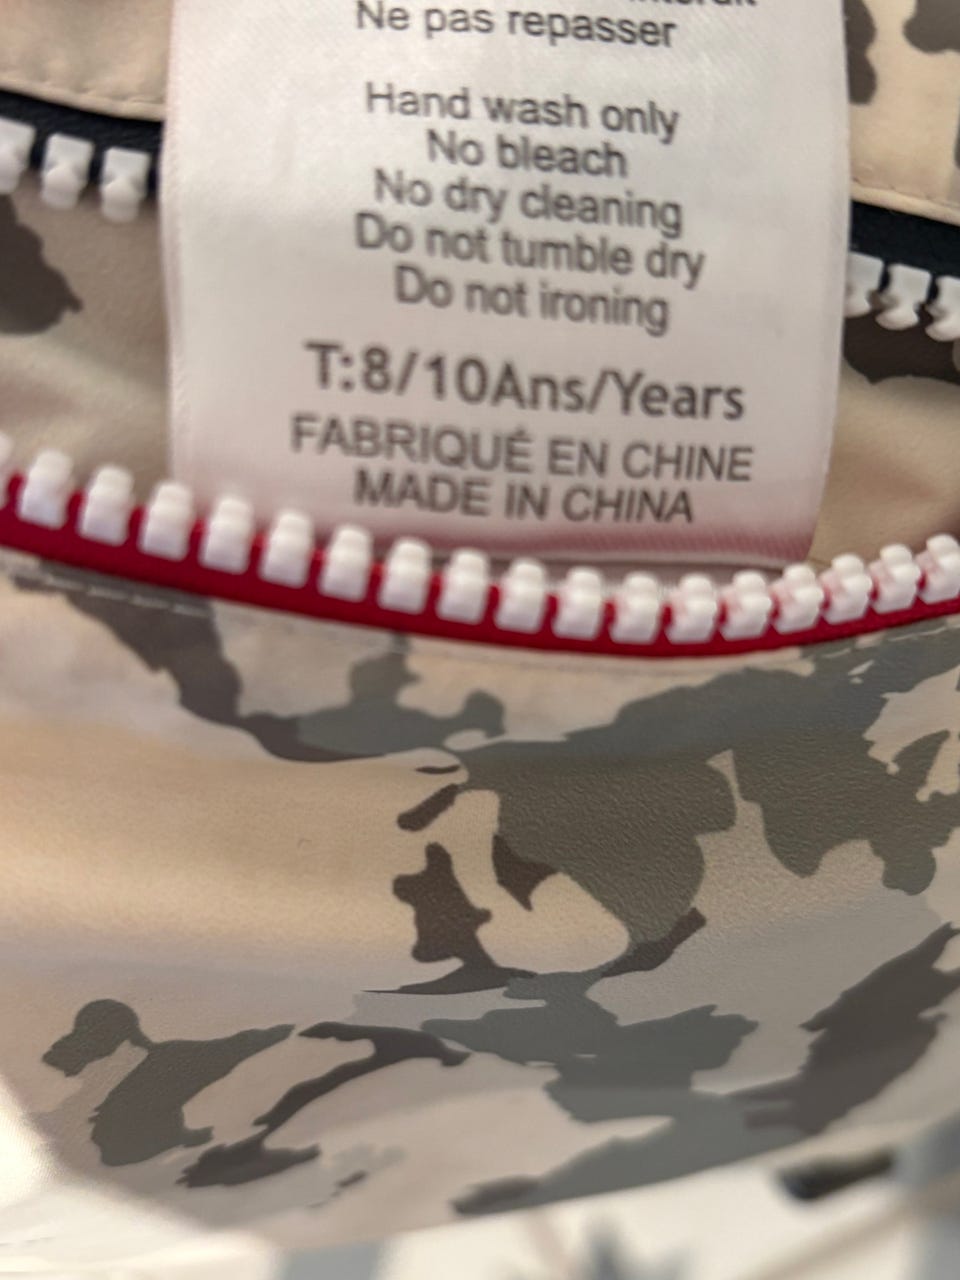 interdit
Ne pas repasser
Hand wash only
No bleach
No dry cleaning
Do not tumble dry
Do not ironing
T:8/10Ans/Years
FABRIQUÉ EN CHINE
MADE IN CHINA